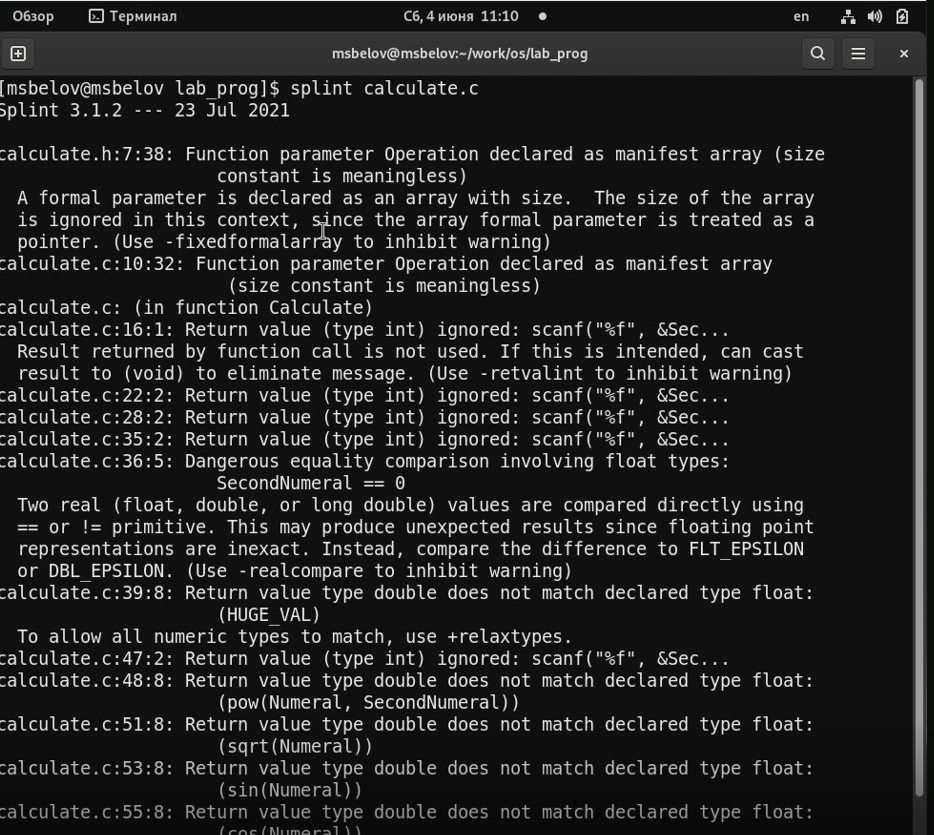 Обзор Терминал Сб, 4 июня 11:10 en
msbelov@msbelov:~/work/os/lab_prog
[msbelov@msbelov lab_prog]$ splint calculate.c
Splint 3.1.2 --- 23 Jul 2021
calculate.h:7:38: Function parameter Operation declared as manifest array (size
constant is meaningless)
A formal parameter is declared as an array with size.  The size of the array
is ignored in this context, since the array formal parameter is treated as a
pointer. (Use -fixedformalarray to inhibit warning)
calculate.c:10:32: Function parameter Operation declared as manifest array
(size constant is meaningless)
calculate.c: (in function Calculate)
calculate.c:16:1: Return value (type int) ignored: scanf("%f", &Sec...
Result returned by function call is not used. If this is intended, can cast
result to (void) to eliminate message. (Use -retvalint to inhibit warning)
calculate.c:22:2: Return value (type int) ignored: scanf("%f", &Sec...
calculate.c:28:2: Return value (type int) ignored: scanf("%f", &Sec...
calculate.c:35:2: Return value (type int) ignored: scanf("%f", &Sec...
calculate.c:36:5: Dangerous equality comparison involving float types:
SecondNumeral == 0
Two real (float, double, or long double) values are compared directly using
== or != primitive. This may produce unexpected results since floating point
representations are inexact. Instead, compare the difference to FLT_EPSILON
or DBL_EPSILON. (Use -realcompare to inhibit warning)
calculate.c:39:8: Return value type double does not match declared type float:
(HUGE_VAL)
To allow all numeric types to match, use +relaxtypes.
calculate.c:47:2: Return value (type int) ignored: scanf("%f", &Sec...
calculate.c:48:8: Return value type double does not match declared type float:
(pow(Numeral, SecondNumeral))
calculate.c:51:8: Return value type double does not match declared type float:
(sqrt(Numeral))
calculate.c:53:8: Return value type double does not match declared type float:
(sin(Numeral))
calculate.c:55:8: Return value type double does not match declared type float:
(cos(Numeral))